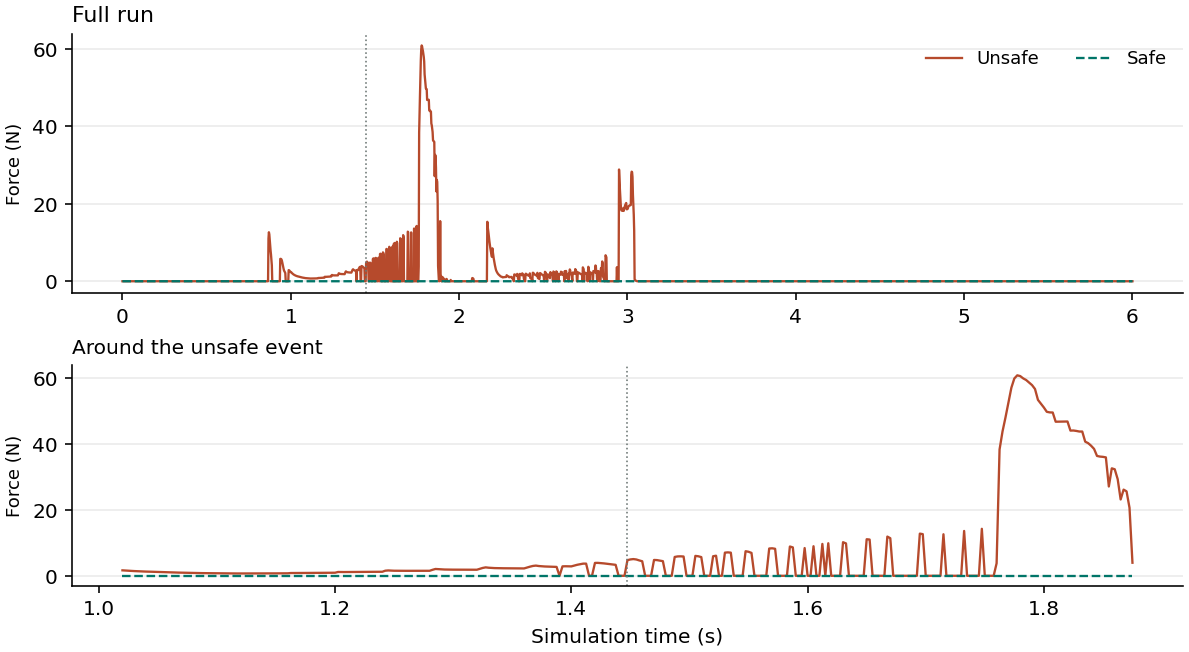 Full run
Force (N)
60
40
20
0
Unsafe
Safe
0 1 2 3 4 5 6
Around the unsafe event
Force (N)
60
40
20
0
1.0 1.2 1.4 1.6 1.8
Simulation time (s)